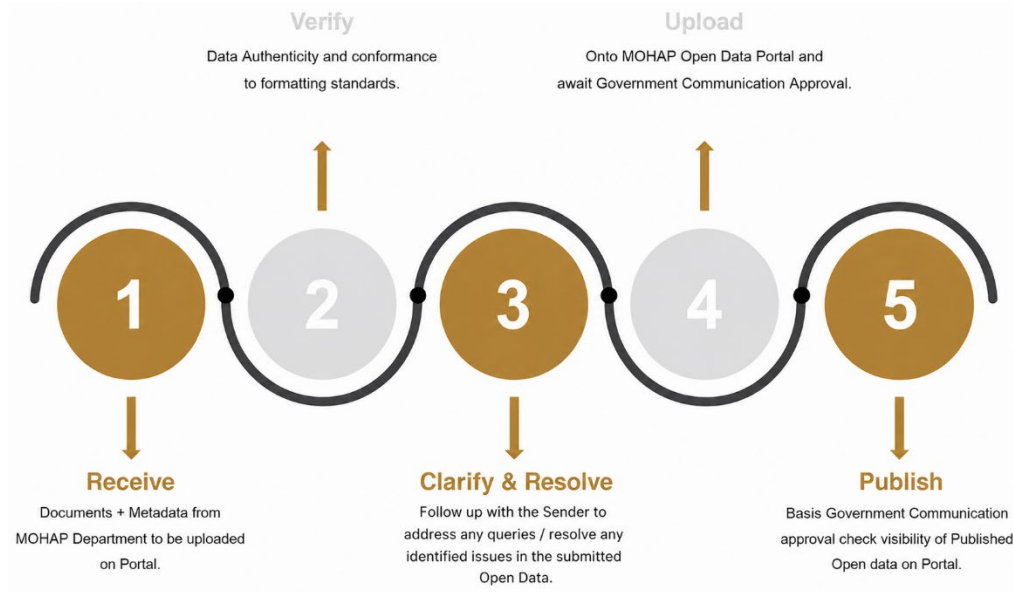 Verify
Data Authenticity and conformance
to formatting standards.
Upload
Onto MOHAP Open Data Portal and
await Government Communication Approval.
1
2
3
4
5
Receive
Documents + Metadata from
MOHAP Department to be uploaded
on Portal.
Clarify & Resolve
Follow up with the Sender to
address any queries / resolve any
identified issues in the submitted
Open Data.
Publish
Basis Government Communication
approval check visibility of Published
Open data on Portal.